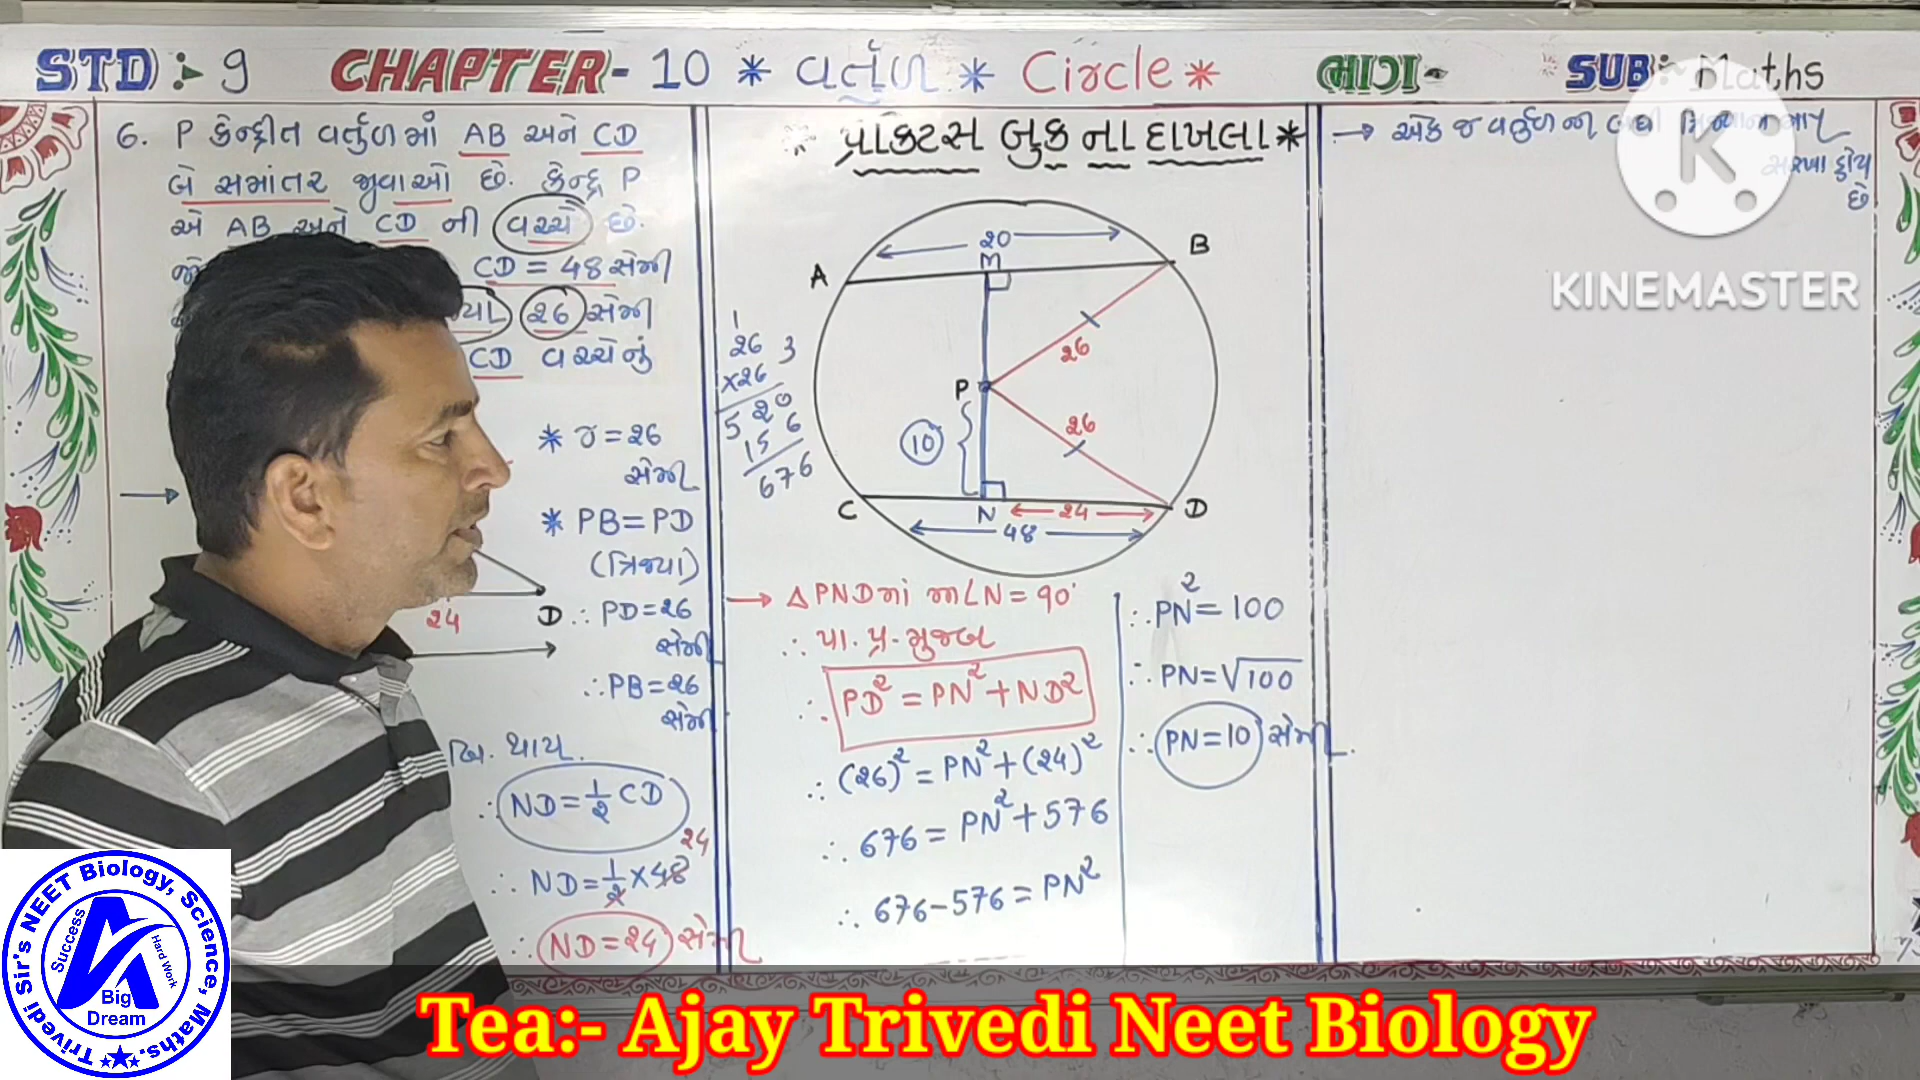 STD : 9 CHAPTER - 10 * વર્તુળ * Circle * ભાગ - SUB : Maths
6. P કેન્દ્રીત વર્તુળમાં AB અને CD
બે સમાંતર જીવાઓ છે. કેન્દ્ર P
એ AB અને CD ની વચ્ચે છે.
CD = 48 સેમી
26 સેમી
CD વચ્ચેનું
* r = 26
સેમી
* PB = PD
(ત્રિજ્યા)
24 D ∴ PD = 26
સેમી
∴ PB = 26
સેમી
થાય.
∴ ND = 1/2 CD
24
∴ ND = 1/2 × 48
∴ ND = 24 સેમી
પ્રેક્ટિસ બુક ના દાખલા *
20
A M B
1
26 3
×26
520
156
676
26
P
26
10
C N 24 D
48
→ △ PND માં m∠N = 90°
∴ પા. પ્ર. મુજબ
∴ PD² = PN² + ND²
∴ (26)² = PN² + (24)²
∴ 676 = PN² + 576
∴ 676 - 576 = PN²
∴ PN² = 100
∴ PN = √100
∴ PN = 10 સેમી.
→ એક જ વર્તુળની
સરખા હોય
છે
K
KINEMASTER
Trivedi Sir's NEET Biology, Science, Maths.
Success
Hard Work
Big
Dream
Tea:- Ajay Trivedi Neet Biology